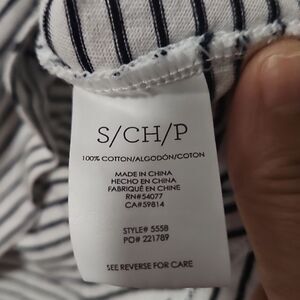 S/CH/P
100% COTTON/ALGODÓN/COTON
MADE IN CHINA
HECHO EN CHINA
FABRIQUÉ EN CHINE
RN#54077
CA#59814
STYLE# 5558
PO# 221789
SEE REVERSE FOR CARE